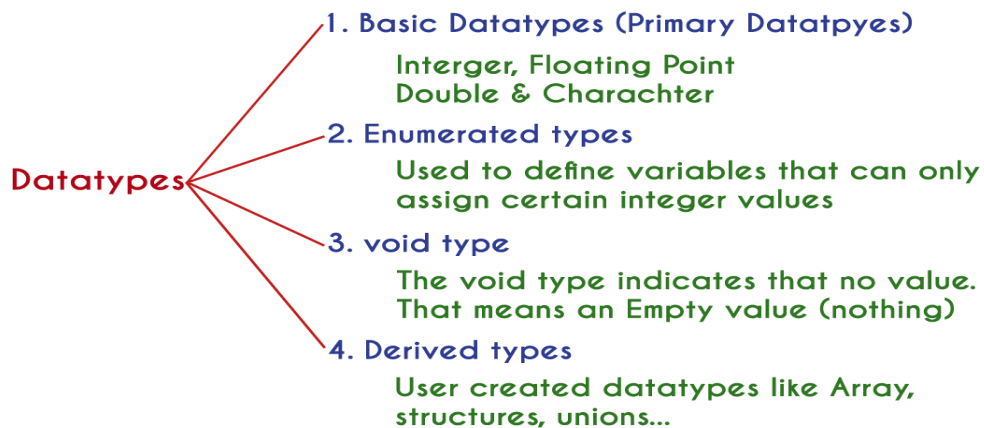 1. Basic Datatypes (Primary Datatpyes)
Interger, Floating Point
Double & Charachter
2. Enumerated types
Used to define variables that can only
assign certain integer values
Datatypes
3. void type
The void type indicates that no value.
That means an Empty value (nothing)
4. Derived types
User created datatypes like Array,
structures, unions...